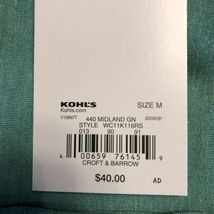 KOHL'S
Kohls.com
SIZE M
440 MIDLAND GN
STYLE WC11K116RS
013 90 91
4 00659 76145 9
CROFT & BARROW
$40.00 AD